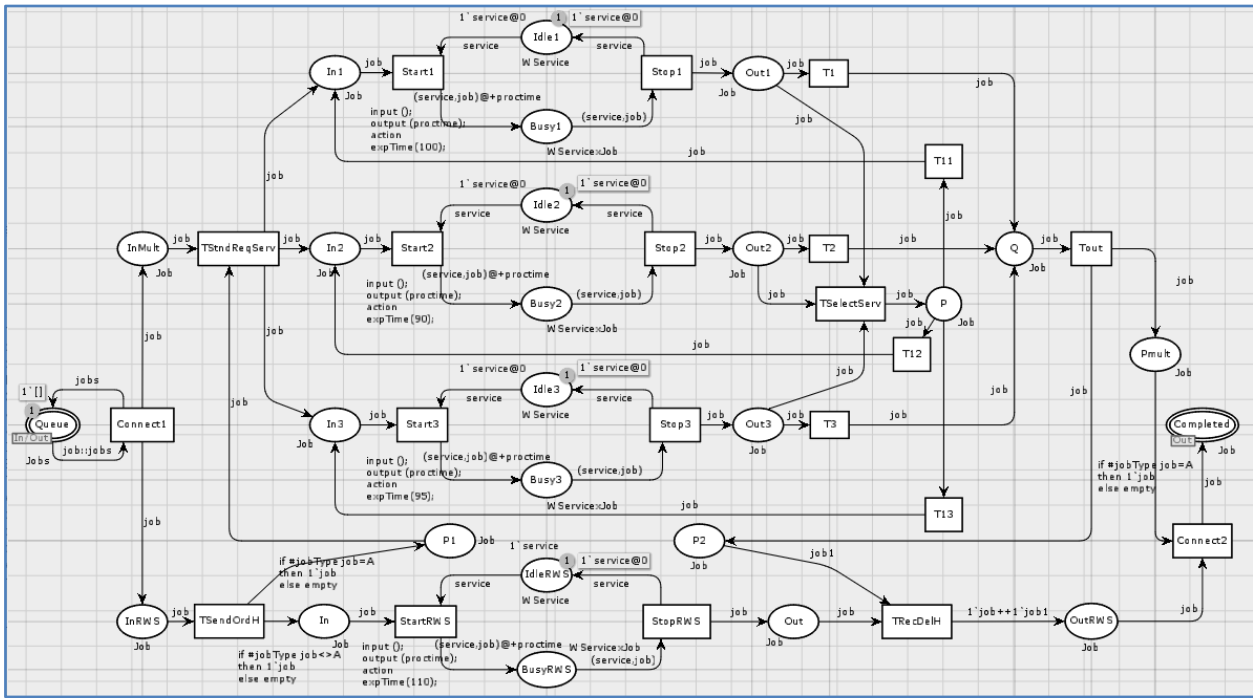 1`service@0
1
1`service@0
Idle1
service
service
W Service
job
In1
job
Start1
Stop1
job
Out1
job
T1
Job
Job
(service,job)@+proctime
input ();
output (proctime);
action
expTime(100);
Busy1
(service,job)
W ServicexJob
job
job
job
T11
1`service@0
1
1`service@0
Idle2
service
service
W Service
job
job
InMult
job
TStndReqServ
job
In2
job
Start2
Stop2
job
Out2
job
T2
job
Q
job
Tout
Job
Job
Job
Job
(service,job)@+proctime
input ();
output (proctime);
action
expTime(90);
Busy2
(service,job)
W ServicexJob
job
TSelectServ
job
P
Job
job
job
T12
job
job
Pmult
Job
1`service@0
1
1`service@0
Idle3
service
service
W Service
job
job
job
jobs
1`[]
1
Queue
In/Out
Jobs
job::jobs
Connect1
In3
job
Start3
Stop3
job
Out3
job
T3
job
Job
Job
(service,job)@+proctime
input ();
output (proctime);
action
expTime(95);
Busy3
(service,job)
W ServicexJob
job
job
T13
Completed
Out
Job
if #jobType job=A
then 1`job
else empty
job
job
job
P1
Job
if #jobType job=A
then 1`job
else empty
P2
Job
job1
Connect2
1`service
1
1`service@0
IdleRWS
service
service
W Service
InRWS
Job
job
TSendOrdH
In
Job
job
StartRWS
StopRWS
job
Out
Job
job
TRecDelH
1`job++1`job1
OutRWS
Job
job
if #jobType job<>A
then 1`job
else empty
(service,job)@+proctime
input ();
output (proctime);
action
expTime(110);
BusyRWS
W ServicexJob
(service,job)